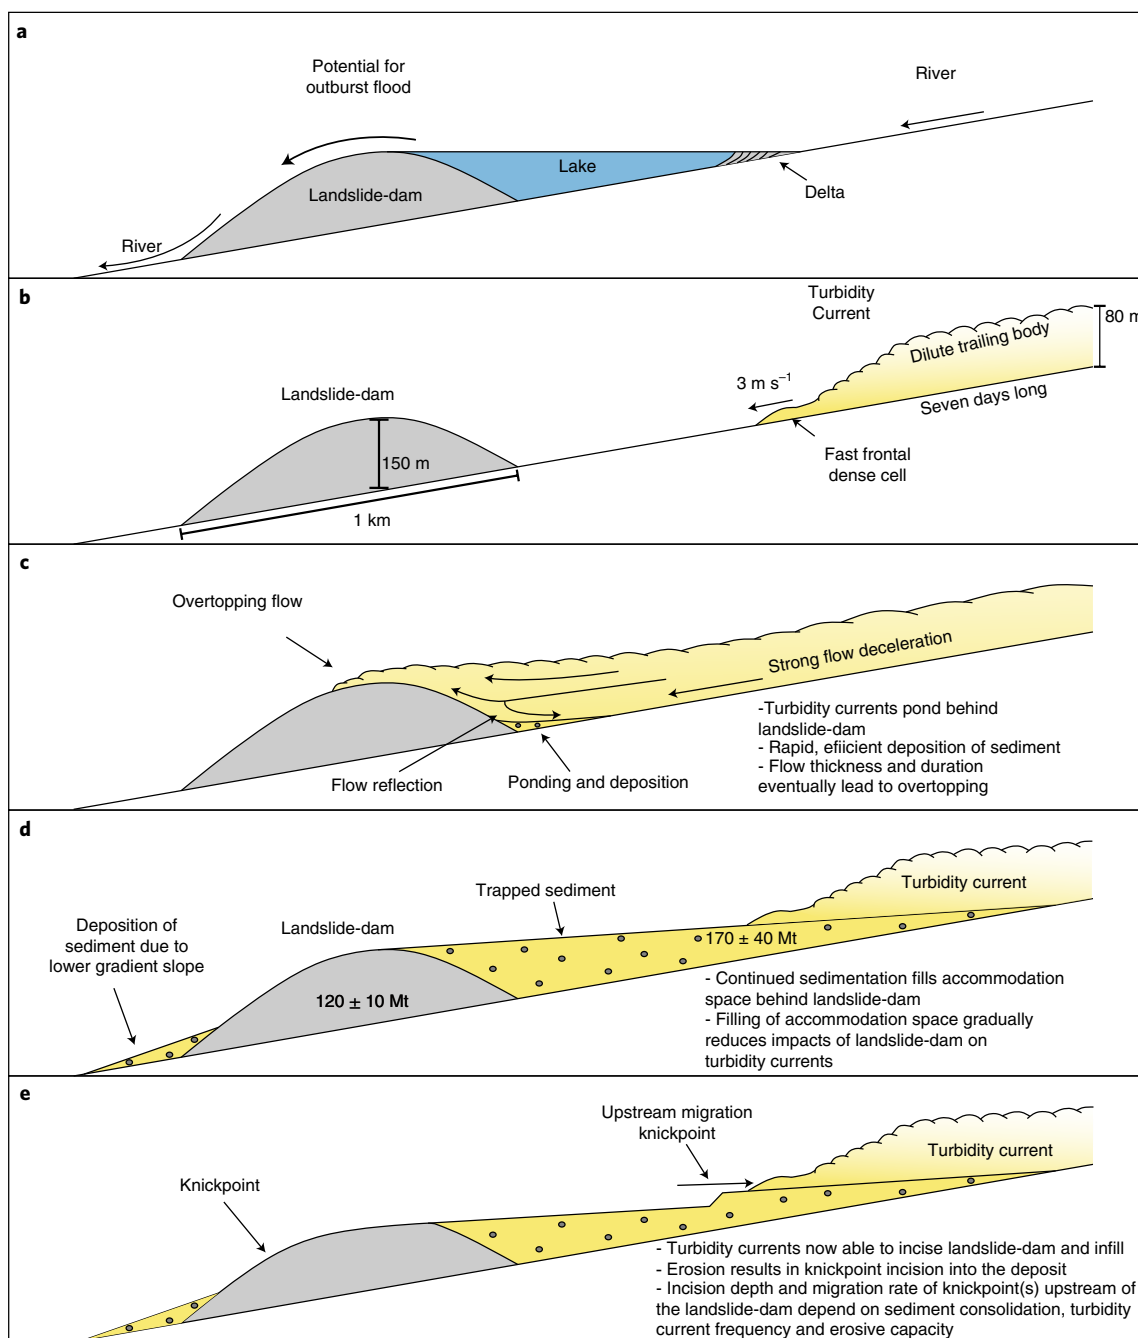 a
Potential for
outburst flood
River
Lake
Landslide-dam
Delta
River
b
Turbidity
Current
80 m
Dilute trailing body
3 m s⁻¹
Landslide-dam
Seven days long
Fast frontal
dense cell
150 m
1 km
c
Overtopping flow
Strong flow deceleration
-Turbidity currents pond behind
landslide-dam
- Rapid, efiicient deposition of sediment
- Flow thickness and duration
eventually lead to overtopping
Flow reflection
Ponding and deposition
d
Turbidity current
Trapped sediment
Deposition of
sediment due to
lower gradient slope
Landslide-dam
170 ± 40 Mt
120 ± 10 Mt
- Continued sedimentation fills accommodation
space behind landslide-dam
- Filling of accommodation space gradually
reduces impacts of landslide-dam on
turbidity currents
e
Upstream migration
knickpoint
Turbidity current
Knickpoint
- Turbidity currents now able to incise landslide-dam and infill
- Erosion results in knickpoint incision into the deposit
- Incision depth and migration rate of knickpoint(s) upstream of
the landslide-dam depend on sediment consolidation, turbidity
current frequency and erosive capacity